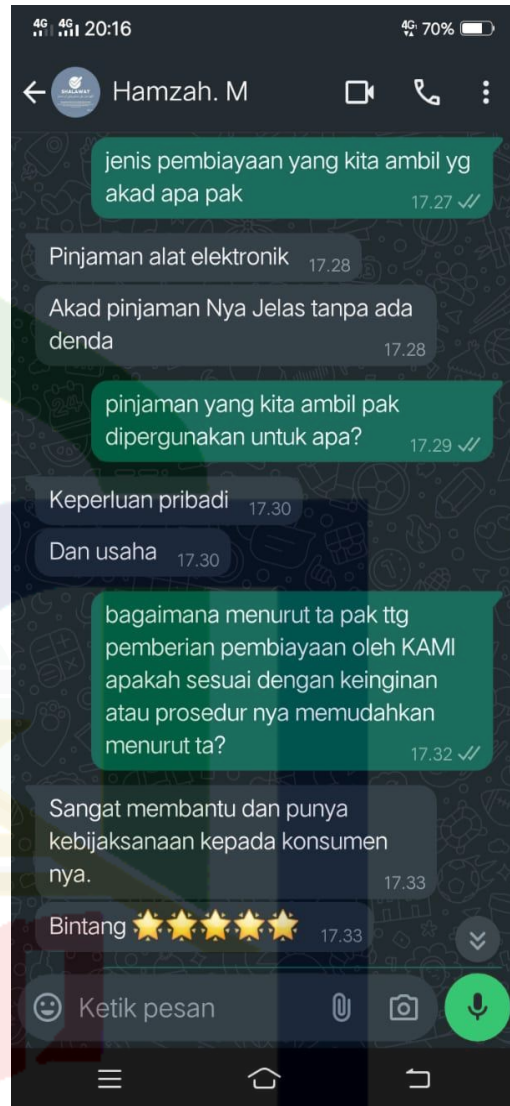 4G 4G 20:16 4G 70%
Hamzah. M
jenis pembiayaan yang kita ambil yg
akad apa pak
17.27
Pinjaman alat elektronik 17.28
Akad pinjaman Nya Jelas tanpa ada
denda
17.28
pinjaman yang kita ambil pak
dipergunakan untuk apa?
17.29
Keperluan pribadi 17.30
Dan usaha 17.30
bagaimana menurut ta pak ttg
pemberian pembiayaan oleh KAMI
apakah sesuai dengan keinginan
atau prosedur nya memudahkan
menurut ta?
17.32
Sangat membantu dan punya
kebijaksanaan kepada konsumen
nya.
17.33
Bintang 🌟🌟🌟🌟🌟 17.33
Ketik pesan